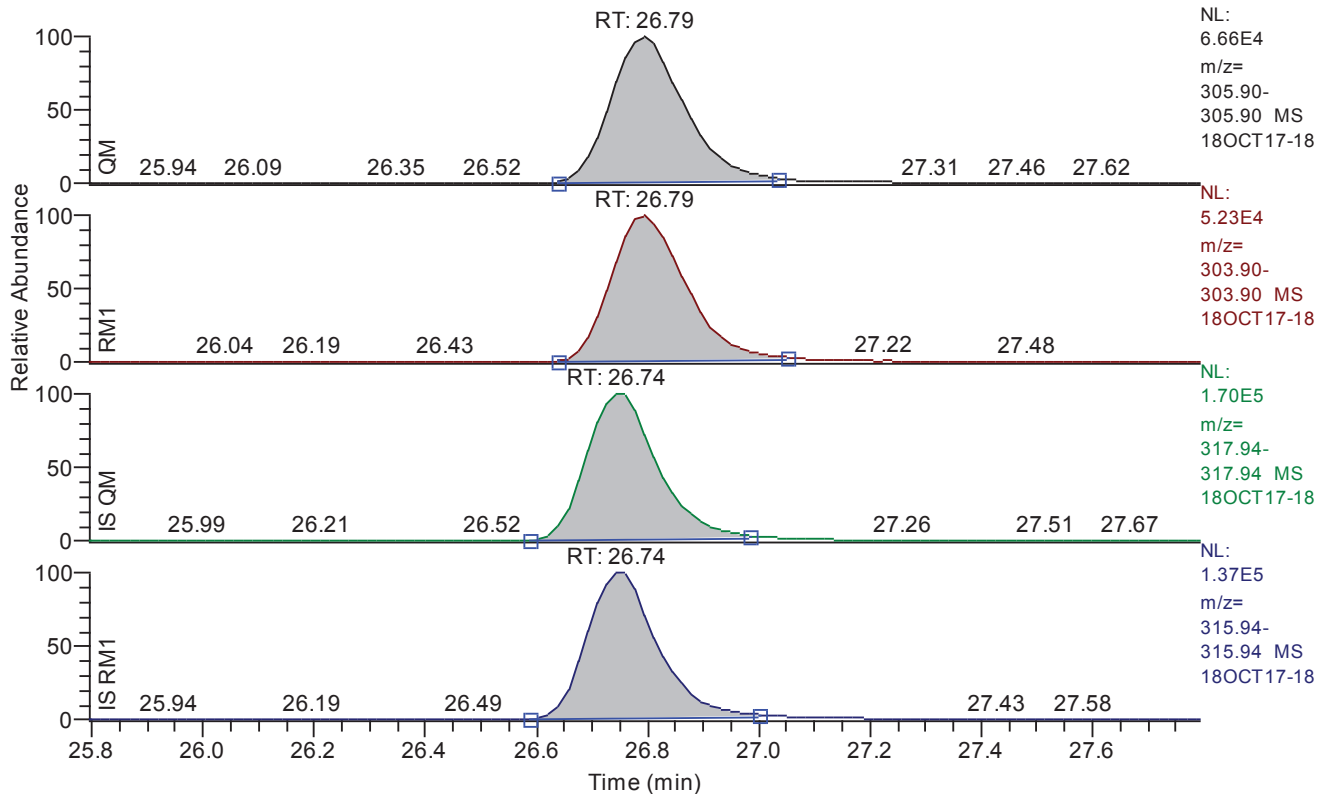 RT: 26.79
NL:
6.66E4
m/z=
305.90-
305.90 MS
18OCT17-18
100
50
0
QM
25.94 26.09 26.35 26.52 27.31 27.46 27.62
RT: 26.79
NL:
5.23E4
m/z=
303.90-
303.90 MS
18OCT17-18
100
50
0
RM1
26.04 26.19 26.43 27.22 27.48
Relative Abundance
RT: 26.74
NL:
1.70E5
m/z=
317.94-
317.94 MS
18OCT17-18
100
50
0
IS QM
25.99 26.21 26.52 27.26 27.51 27.67
RT: 26.74
NL:
1.37E5
m/z=
315.94-
315.94 MS
18OCT17-18
100
50
0
IS RM1
25.94 26.19 26.49 27.43 27.58
25.8 26.0 26.2 26.4 26.6 26.8 27.0 27.2 27.4 27.6
Time (min)